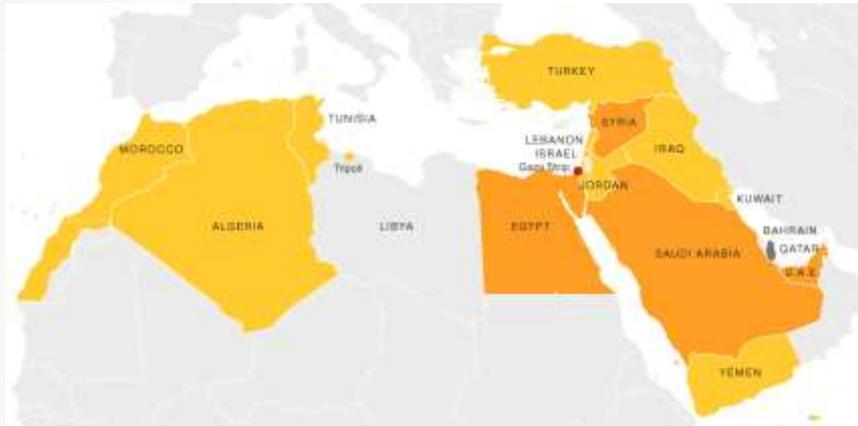 TURKEY
TUNISIA
SYRIA
LEBANON
MOROCCO
ISRAEL
IRAQ
Gaza Strip
Tripoli
JORDAN
KUWAIT
ALGERIA
LIBYA
EGYPT
BAHRAIN
SAUDI ARABIA
QATAR
U.A.E.
YEMEN